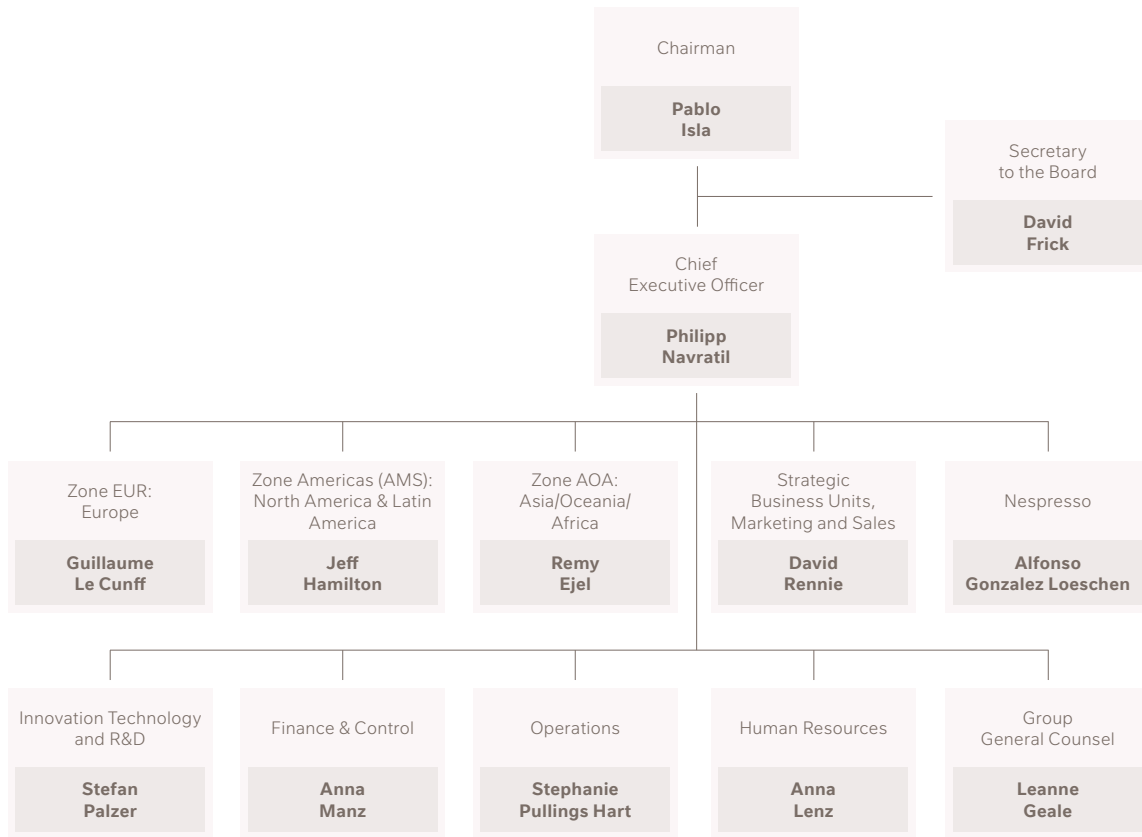 Chairman
Pablo
Isla
Secretary
to the Board
David
Frick
Chief
Executive Officer
Philipp
Navratil
Zone EUR:
Europe
Guillaume
Le Cunff
Zone Americas (AMS):
North America & Latin
America
Jeff
Hamilton
Zone AOA:
Asia/Oceania/
Africa
Remy
Ejel
Strategic
Business Units,
Marketing and Sales
David
Rennie
Nespresso
Alfonso
Gonzalez Loeschen
Innovation Technology
and R&D
Stefan
Palzer
Finance & Control
Anna
Manz
Operations
Stephanie
Pullings Hart
Human Resources
Anna
Lenz
Group
General Counsel
Leanne
Geale